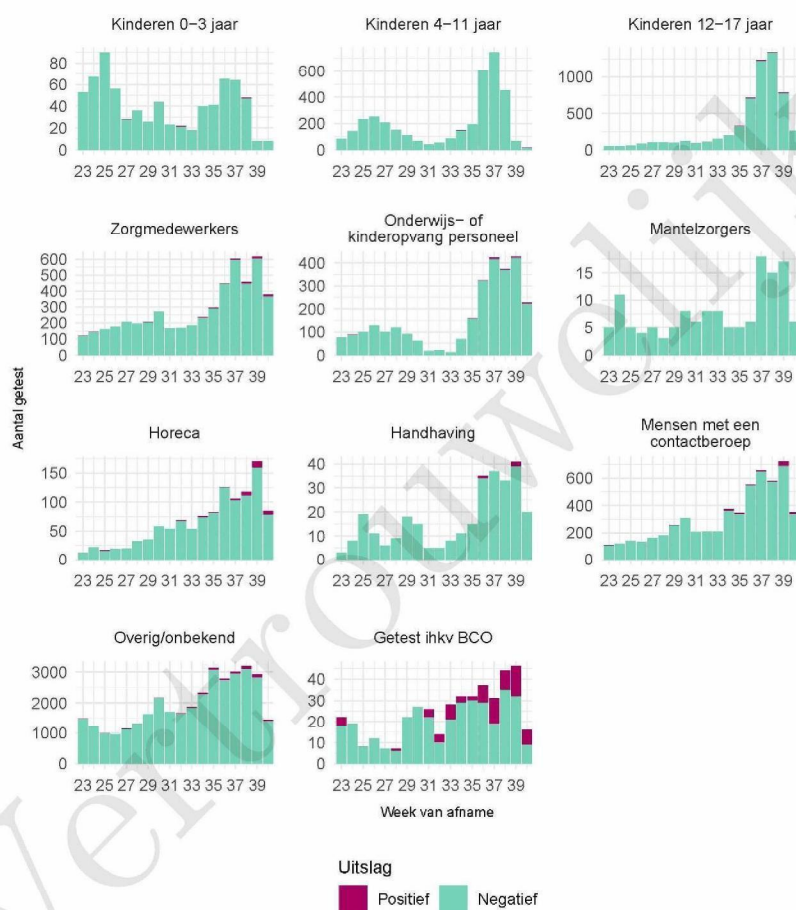 Kinderen 0−3 jaar
Kinderen 4−11 jaar
Kinderen 12−17 jaar
80
60
40
20
0
600
400
200
0
1000
500
0
23 25 27 29 31 33 35 37 39
23 25 27 29 31 33 35 37 39
23 25 27 29 31 33 35 37 39
Zorgmedewerkers
Onderwijs− of
kinderopvang personeel
Mantelzorgers
600
500
400
300
200
100
0
400
300
200
100
0
15
10
5
0
23 25 27 29 31 33 35 37 39
23 25 27 29 31 33 35 37 39
23 25 27 29 31 33 35 37 39
Aantal getest
Horeca
Handhaving
Mensen met een
contactberoep
150
100
50
0
40
30
20
10
0
600
400
200
0
23 25 27 29 31 33 35 37 39
23 25 27 29 31 33 35 37 39
23 25 27 29 31 33 35 37 39
Overig/onbekend
Getest ihkv BCO
3000
2000
1000
0
40
30
20
10
0
23 25 27 29 31 33 35 37 39
23 25 27 29 31 33 35 37 39
Week van afname
Uitslag
Positief
Negatief
Vertrouwelijk